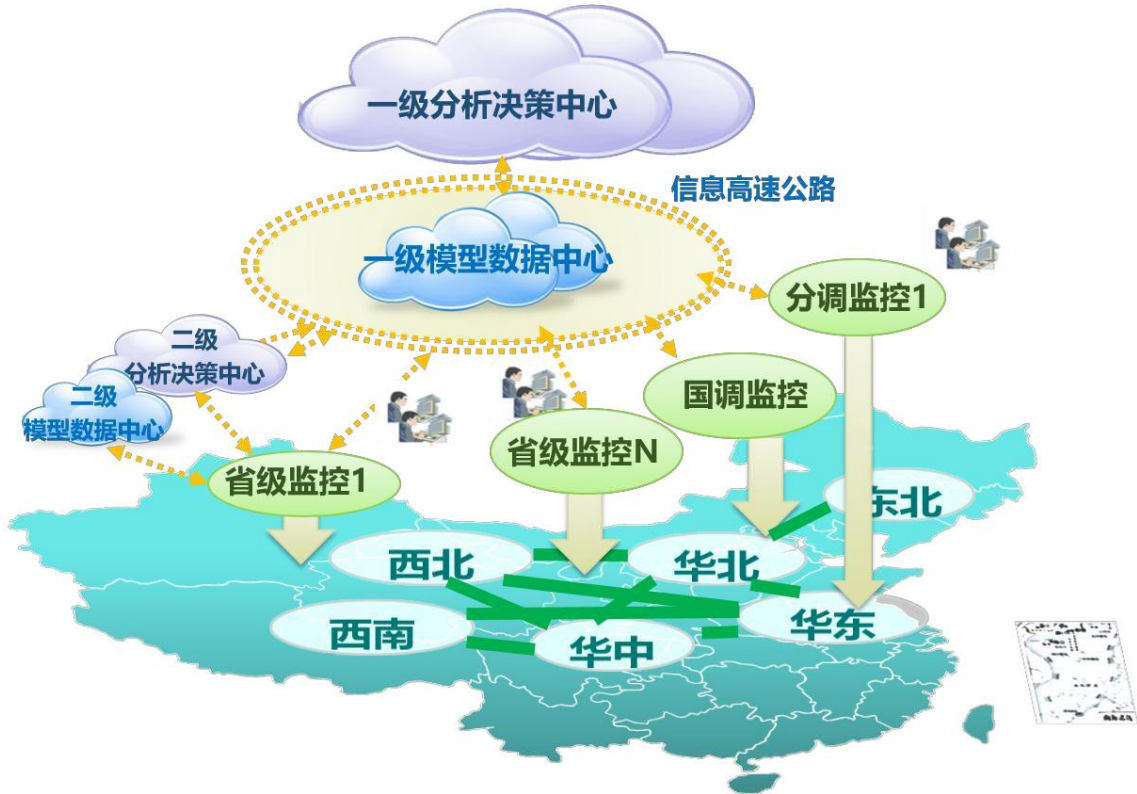 一级分析决策中心
信息高速公路
一级模型数据中心
分调监控1
二级
分析决策中心
国调监控
二级
模型数据中心
省级监控N
省级监控1
东北
西北
华北
华东
西南
华中